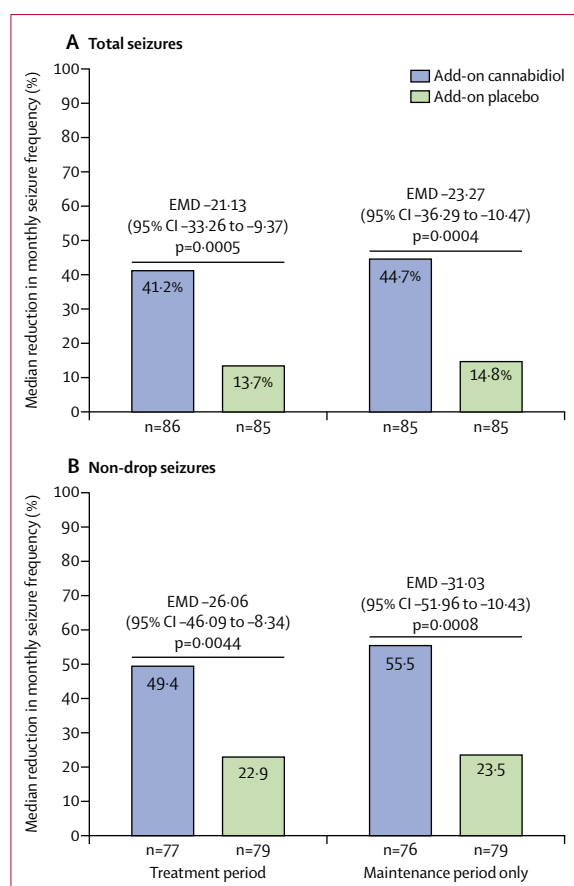 A Total seizures
Median reduction in monthly seizure frequency (%)
100
90
80
70
60
50
40
30
20
10
0
Add-on cannabidiol
Add-on placebo
EMD –21·13
(95% CI –33·26 to –9·37)
p=0·0005
EMD –23·27
(95% CI –36·29 to –10·47)
p=0·0004
41·2%
13·7%
44·7%
14·8%
n=86
n=85
n=85
n=85
B Non-drop seizures
Median reduction in monthly seizure frequency (%)
100
90
80
70
60
50
40
30
20
10
0
EMD –26·06
(95% CI –46·09 to –8·34)
p=0·0044
EMD –31·03
(95% CI –51·96 to –10·43)
p=0·0008
49·4
22·9
55·5
23·5
n=77
n=79
n=76
n=79
Treatment period
Maintenance period only